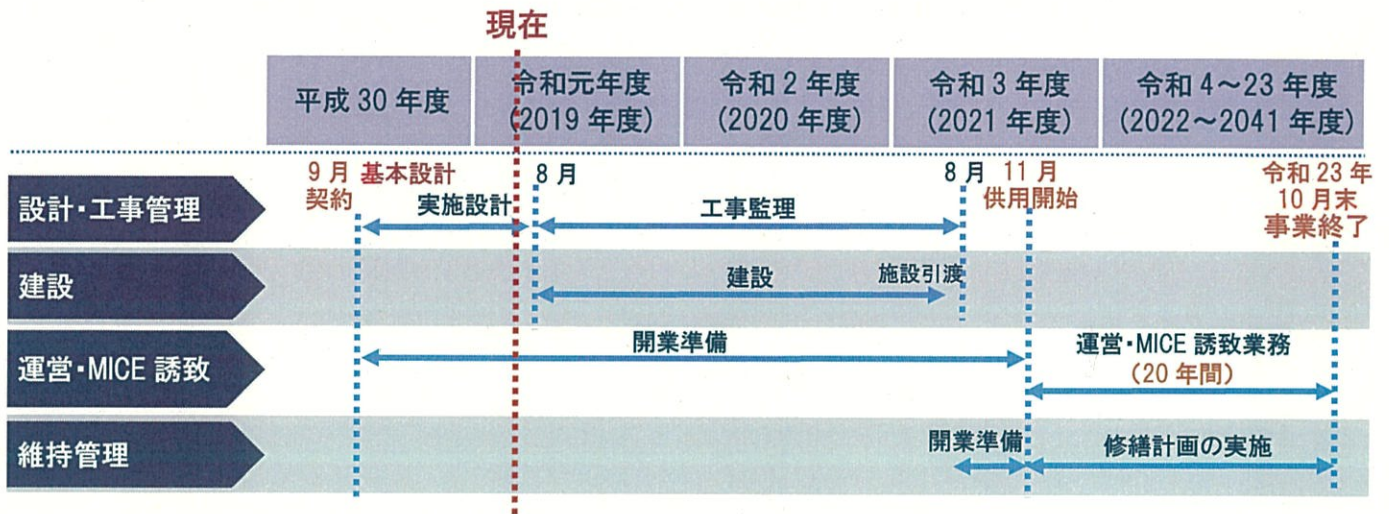 現在
平成 30 年度
令和元年度
(2019 年度)
令和 2 年度
(2020 年度)
令和 3 年度
(2021 年度)
令和 4～23 年度
(2022～2041 年度)
設計・工事管理
9 月
契約
基本設計
実施設計
8 月
工事監理
8 月
11 月
供用開始
令和 23 年
10 月末
事業終了
建設
建設
施設引渡
運営・MICE 誘致
開業準備
運営・MICE 誘致業務
(20 年間)
維持管理
開業準備
修繕計画の実施